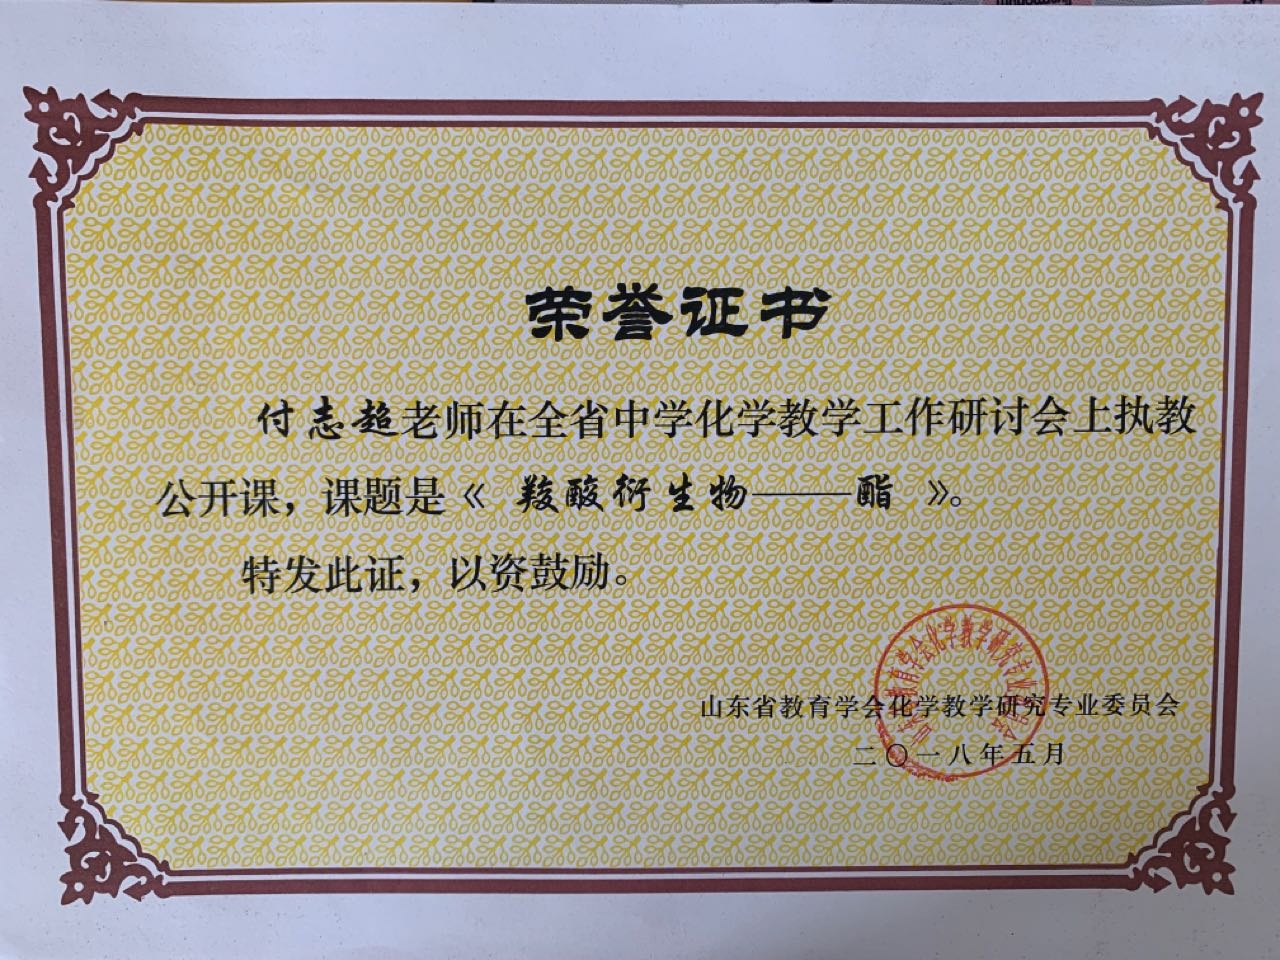 荣誉证书
付志超老师在全省中学化学教学工作研讨会上执教
公开课，课题是《 羧酸衍生物——酯 》。
特发此证，以资鼓励。
山东省教育学会化学教学研究专业委员会
二〇一八年五月